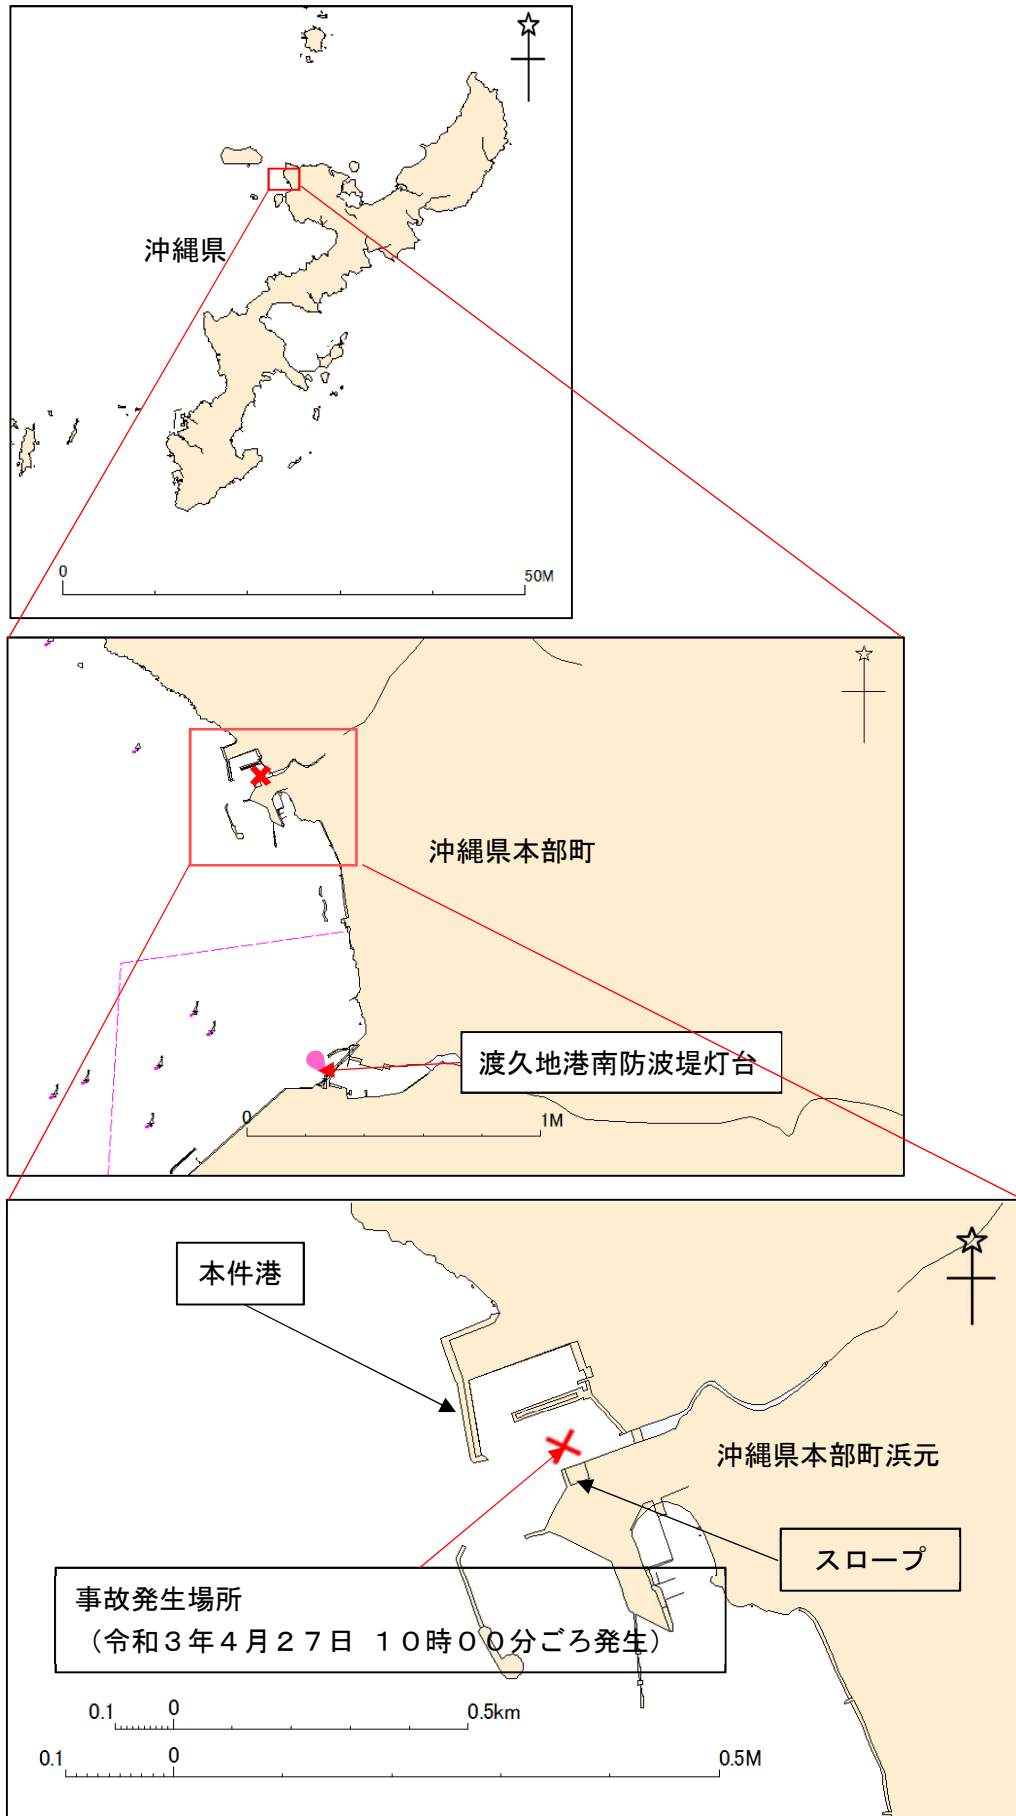 沖縄県
0 50M
沖縄県本部町
渡久地港南防波堤灯台
0 1M
本件港
沖縄県本部町浜元
スロープ
事故発生場所
（令和３年４月２７日 １０時００分ごろ発生）
0.1 0 0.5km
0.1 0 0.5M